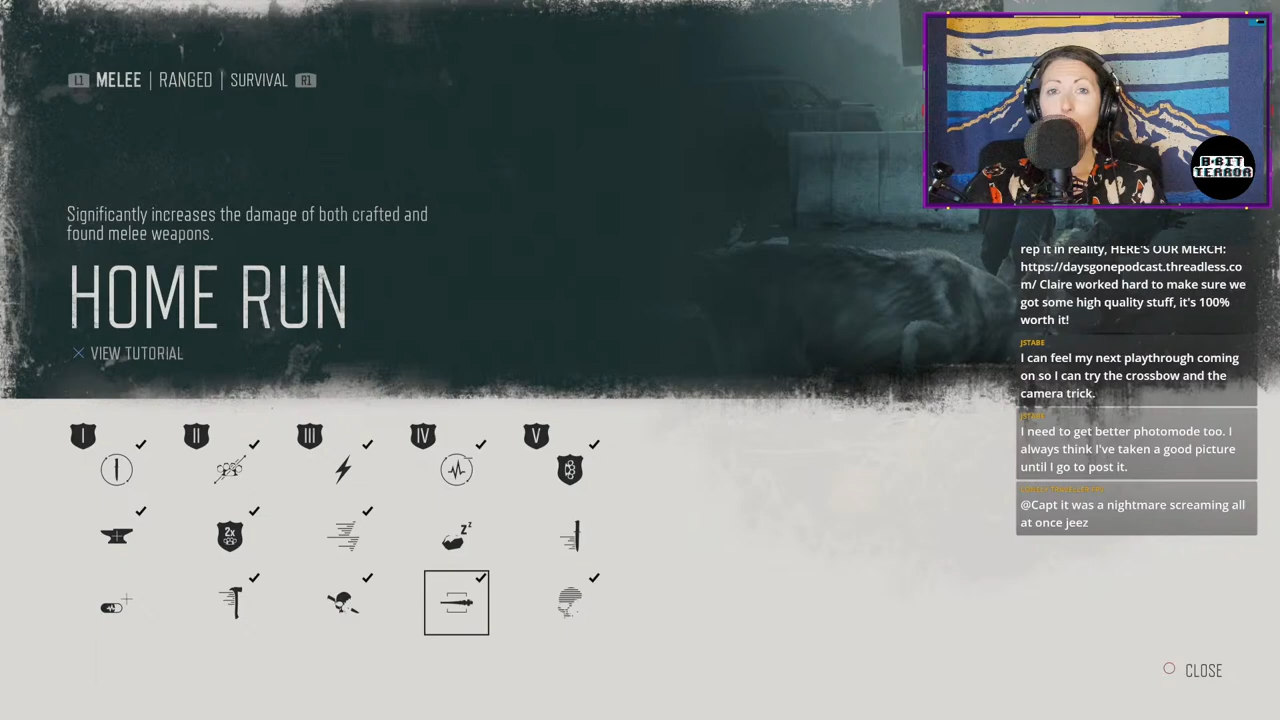 L1 MELEE | RANGED | SURVIVAL R1
Significantly increases the damage of both crafted and
found melee weapons.
HOME RUN
VIEW TUTORIAL
I II III IV V
2x
Z Z Z
CLOSE
8-BIT
TERROR
rep it in reality, HERE'S OUR MERCH:
https://daysgonepodcast.threadless.co
m/ Claire worked hard to make sure we
got some high quality stuff, it's 100%
worth it!
JSTABE
I can feel my next playthrough coming
on so I can try the crossbow and the
camera trick.
JSTABE
I need to get better photomode too. I
always think I've taken a good picture
until I go to post it.
@Capt it was a nightmare screaming all
at once jeez